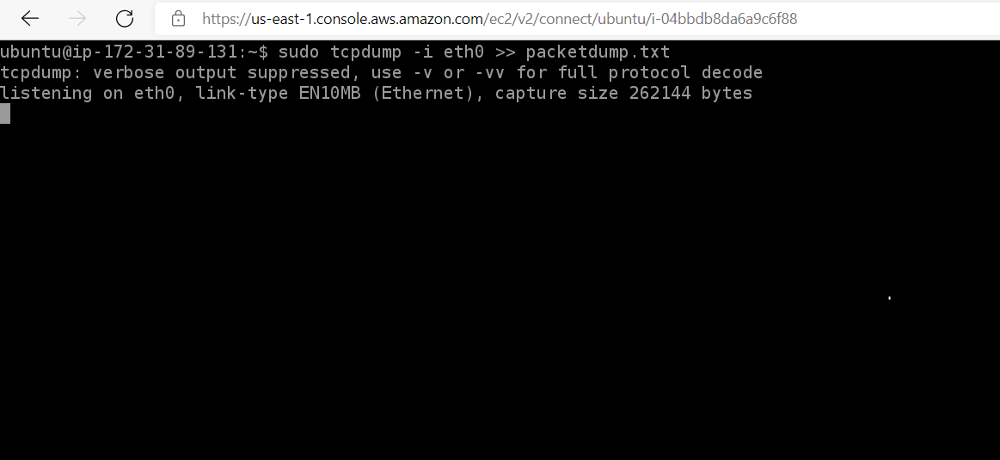 https://us-east-1.console.aws.amazon.com/ec2/v2/connect/ubuntu/i-04bbdb8da6a9c6f88
ubuntu@ip-172-31-89-131:~$ sudo tcpdump -i eth0 >> packetdump.txt
tcpdump: verbose output suppressed, use -v or -vv for full protocol decode
listening on eth0, link-type EN10MB (Ethernet), capture size 262144 bytes